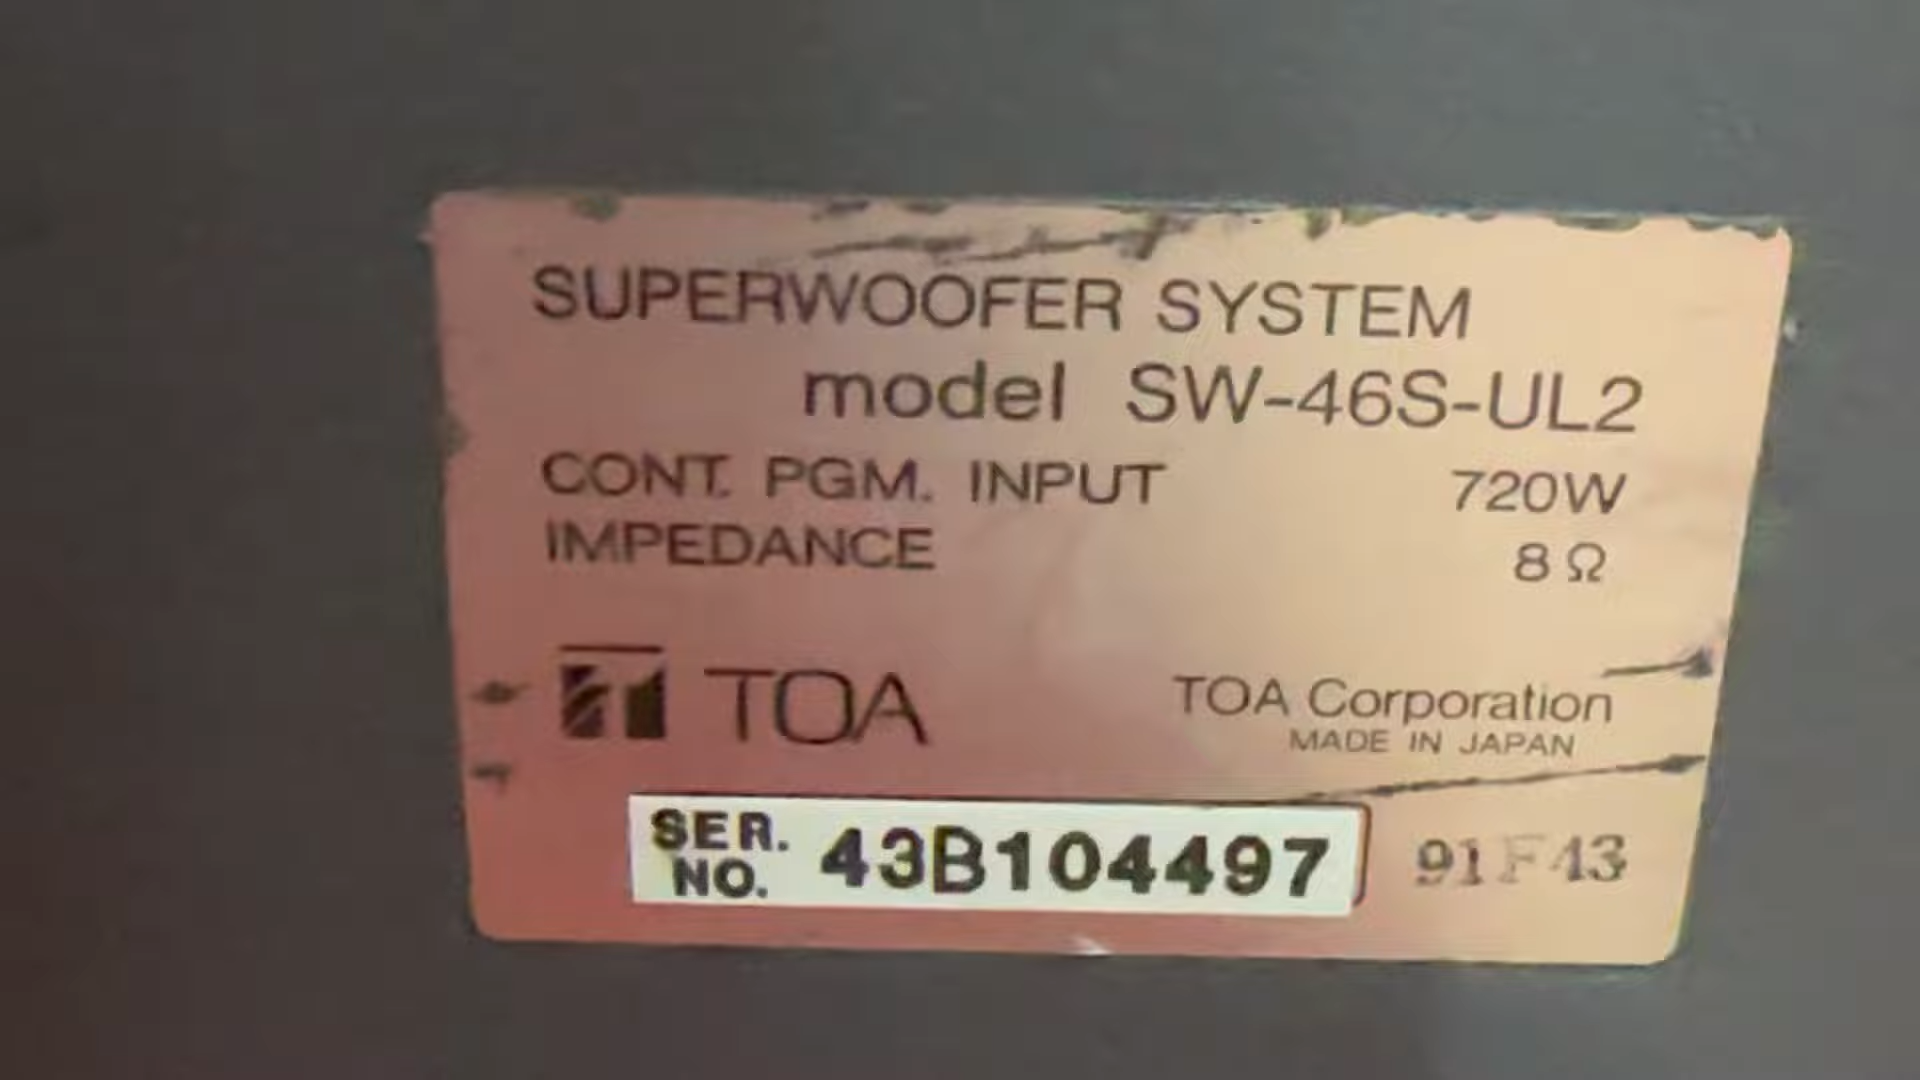 SUPERWOOFER SYSTEM
model SW-46S-UL2
CONT. PGM. INPUT 720W
IMPEDANCE 8 Ω
TOA TOA Corporation
MADE IN JAPAN
SER. NO. 43B104497 91F43